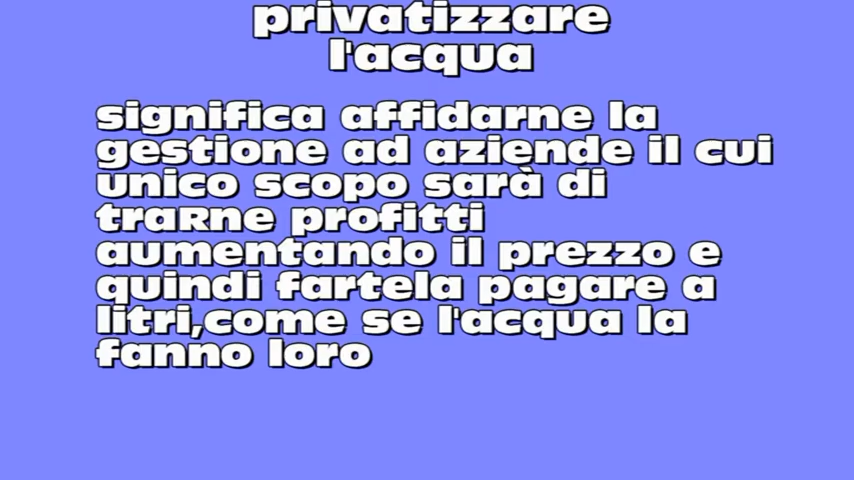 privatizzare
l'acqua
significa affidarne la
gestione ad aziende il cui
unico scopo sarà di
traRne profitti
aumentando il prezzo e
quindi fartela pagare a
litri,come se l'acqua la
fanno loro